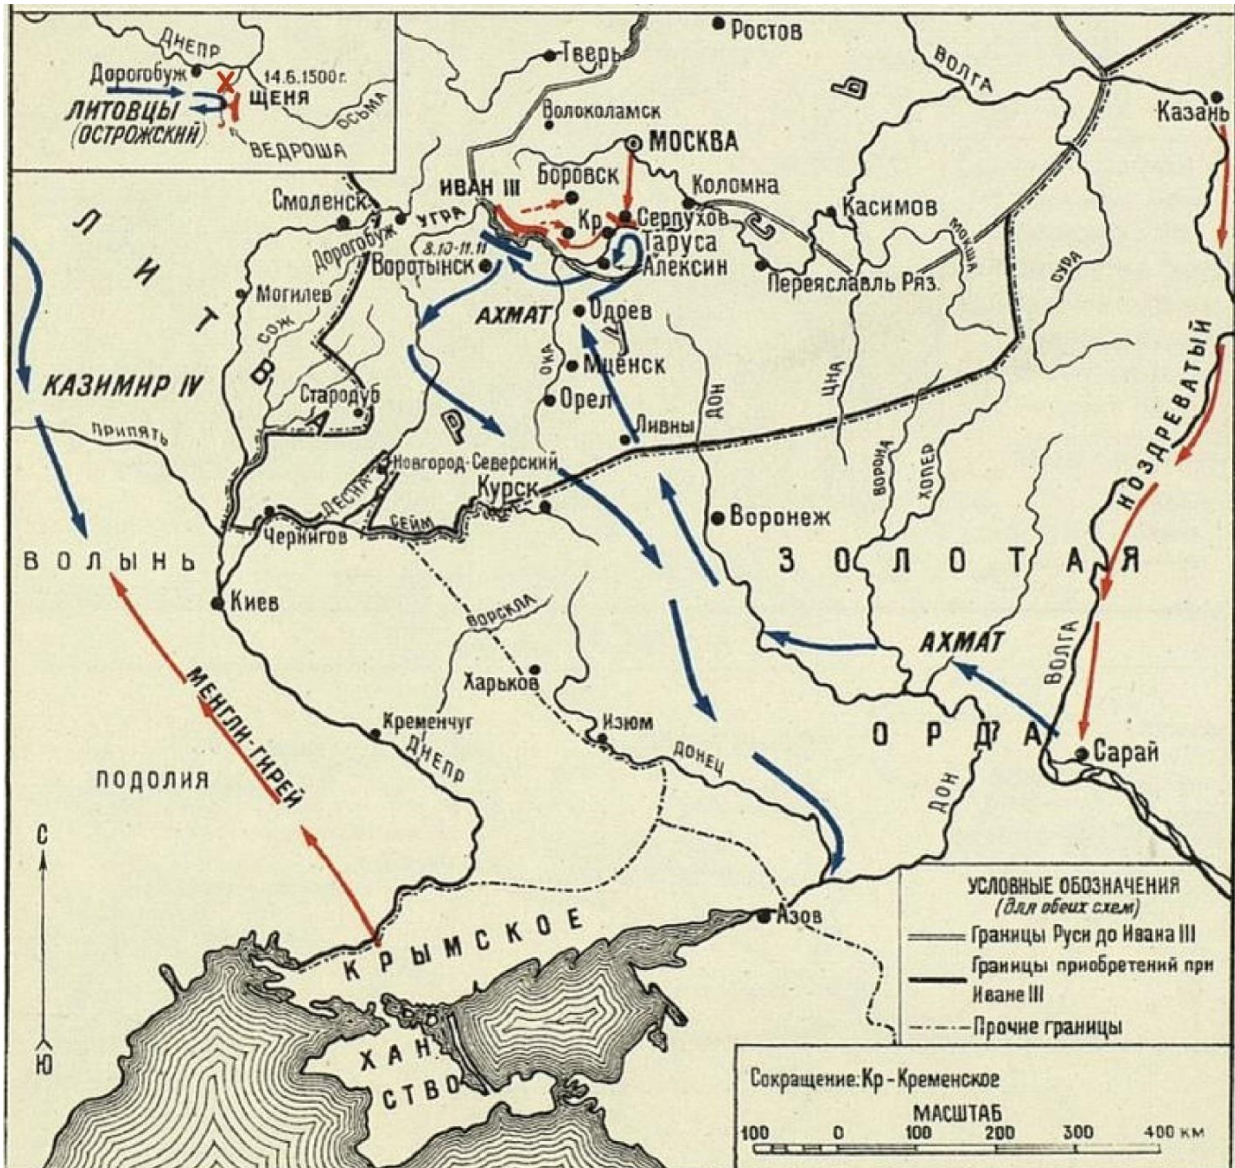 ДНЕПР
Дорогобуж
14.6.1500г.
ЩЕНЯ
ЛИТОВЦЫ
(ОСТРОЖСКИЙ)
ОСЬМА
ВЕДРОША
Ростов
Тверь
ВОЛГА
Волоколамск
Казань
МОСКВА
ИВАН III
Боровск
Коломна
Смоленск
УГРА
Кр
Серпухов
Касимов
Дорогобуж
8.10-11.11
Таруса
МОКША
СУРА
Воротынск
Алексин
Переяславль Ряз.
Могилев
СОЖ
АХМАТ
Одоев
НОЗДРЕВАТЫЙ
ЛИТВА
РУСЬ
ОКА
Мценск
ДОН
ЦНА
КАЗИМИР IV
Стародуб
Орел
ПРИПЯТЬ
Ливны
ВОРОНА
ХОПЕР
Новгород-Северский
ДЕСНА
Курск
СЕЙМ
Чернигов
Воронеж
ВОЛЫНЬ
ЗОЛОТАЯ
Киев
ВОРСКЛА
АХМАТ
ВОЛГА
Харьков
МЕНГЛИ-ГИРЕЙ
Кременчуг
Изюм
ДНЕПР
ДОНЕЦ
ОРДА
Сарай
ПОДОЛИЯ
ДОН
С
Ю
Азов
КРЫМСКОЕ
ХАН
СТВО
УСЛОВНЫЕ ОБОЗНАЧЕНИЯ
(для обеих схем)
Границы Руси до Ивана III
Границы приобретений при
Иване III
Прочие границы
Сокращение: Кр-Кременское
МАСШТАБ
100 0 100 200 300 400 км